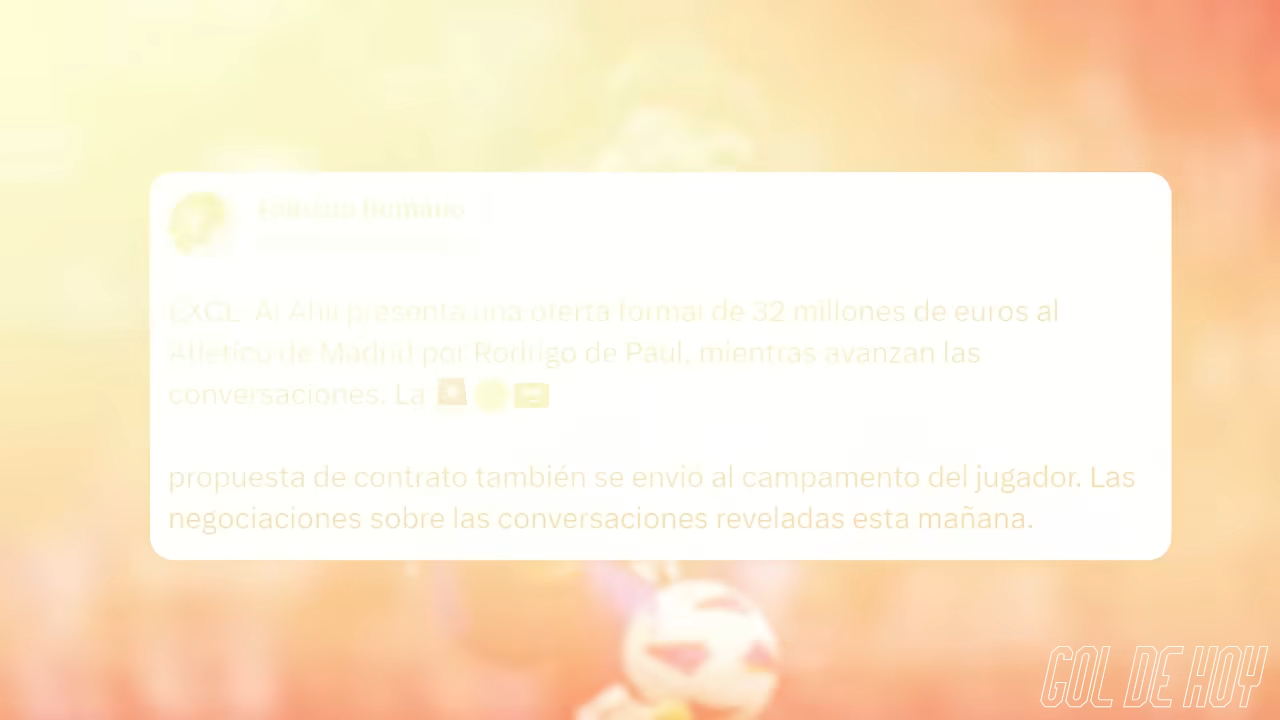 Fabrizio Romano
EXCL: Al Ahli presenta una oferta formal de 32 millones de euros al
Atletico de Madrid por Rodrigo de Paul, mientras avanzan las
conversaciones. La
propuesta de contrato también se envió al campamento del jugador. Las
negociaciones sobre las conversaciones reveladas esta mañana.
GOL DE HOY